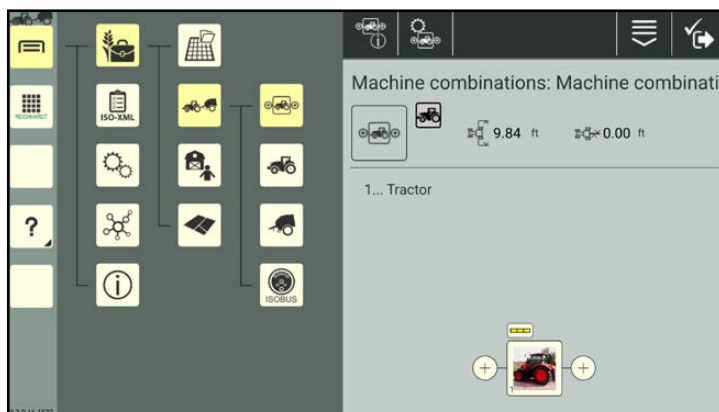 Machine combinations: Machine combinati
9.84 ft
0.00 ft
REICHHARDT
ISO-XML
1... Tractor
?
ISOBUS
1